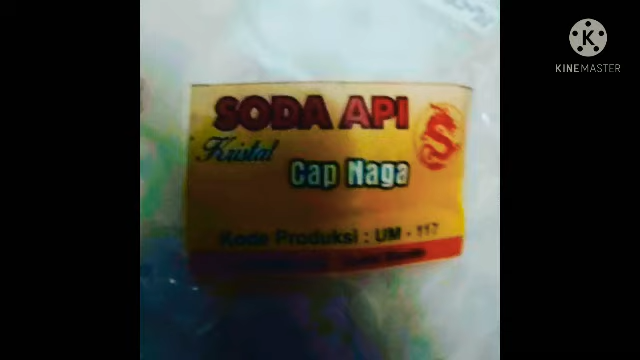 KINEMASTER
SODA API
Kristal
Cap Naga
Kode Produksi : UM - 117